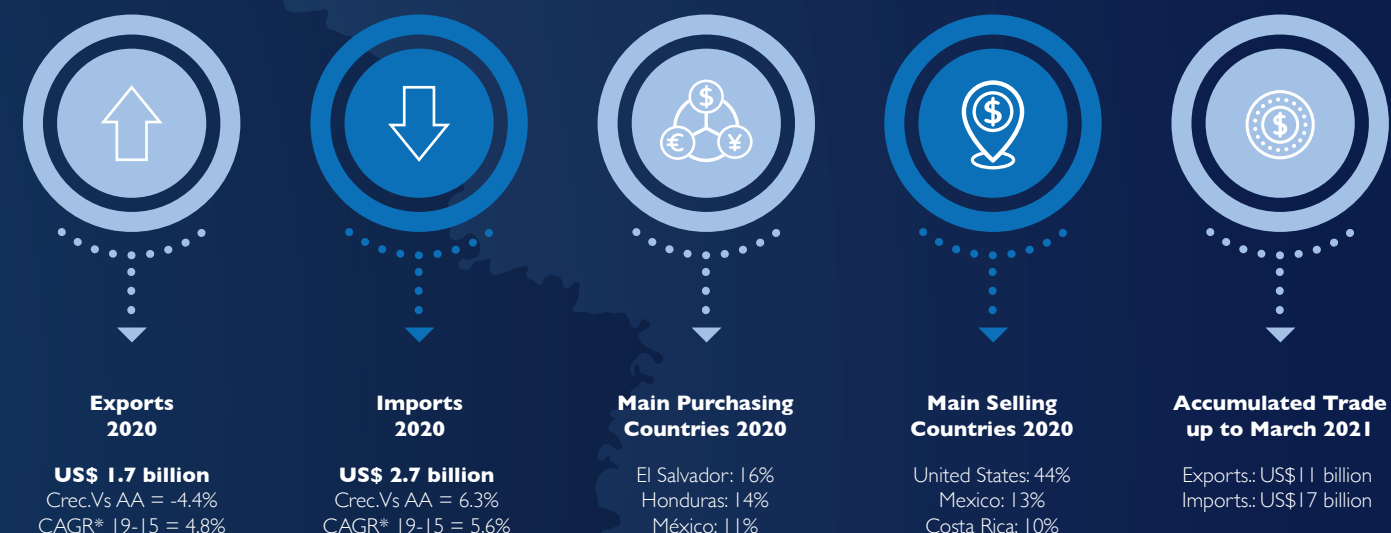 Exports
2020
US$ 1.7 billion
Crec.Vs AA = -4.4%
CAGR* 19-15 = 4.8%
Imports
2020
US$ 2.7 billion
Crec.Vs AA = 6.3%
CAGR* 19-15 = 5.6%
Main Purchasing
Countries 2020
El Salvador: 16%
Honduras: 14%
México: 11%
Main Selling
Countries 2020
United States: 44%
Mexico: 13%
Costa Rica: 10%
Accumulated Trade
up to March 2021
Exports.: US$11 billion
Imports.: US$17 billion